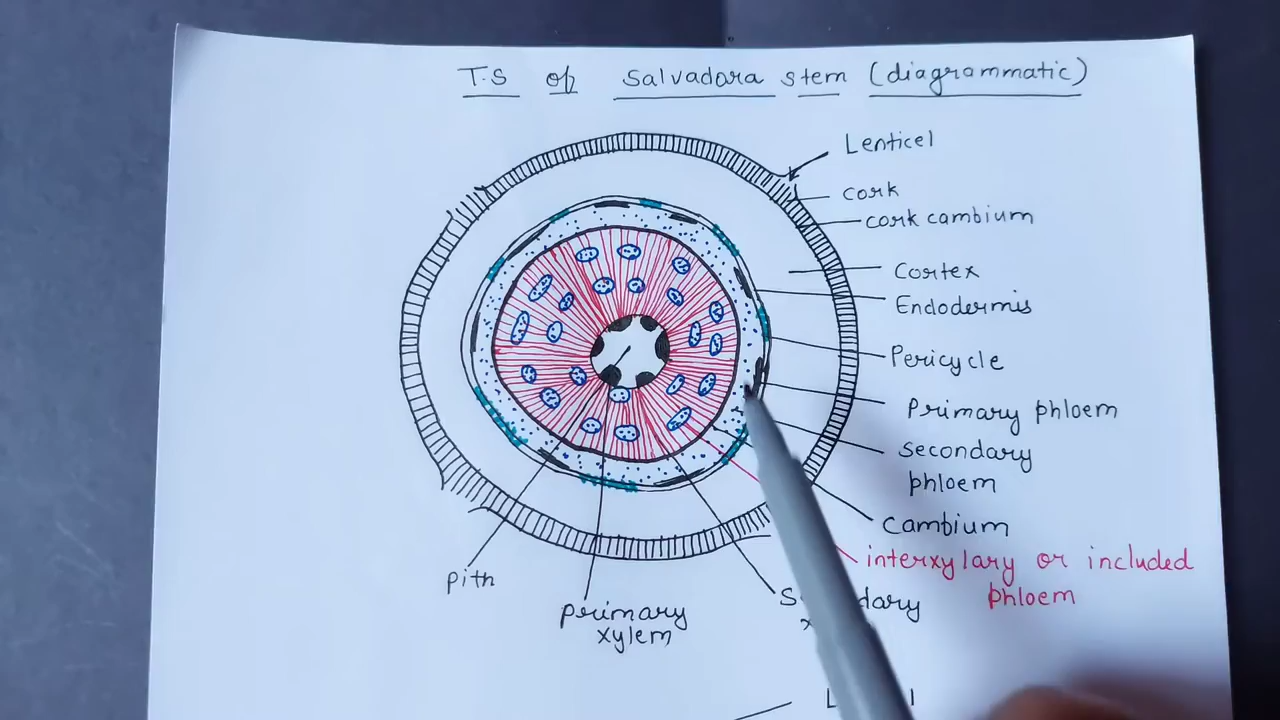 T.S of Salvadora stem (diagrammatic)
Lenticel
cork
cork cambium
Cortex
Endodermis
Pericycle
Primary phloem
secondary
phloem
Cambium
interxylary or included
phloem
pith
primary
xylem